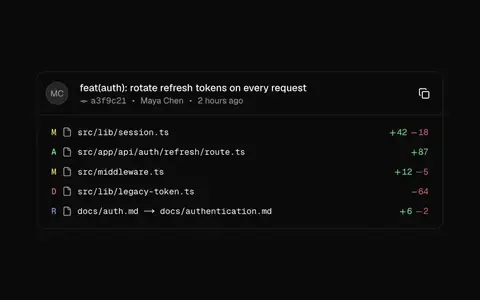 MC
feat(auth): rotate refresh tokens on every request
a3f9c21 • Maya Chen • 2 hours ago
M src/lib/session.ts +42 −18
A src/app/api/auth/refresh/route.ts +87
M src/middleware.ts +12 −5
D src/lib/legacy-token.ts −64
R docs/auth.md ⟶ docs/authentication.md +6 −2